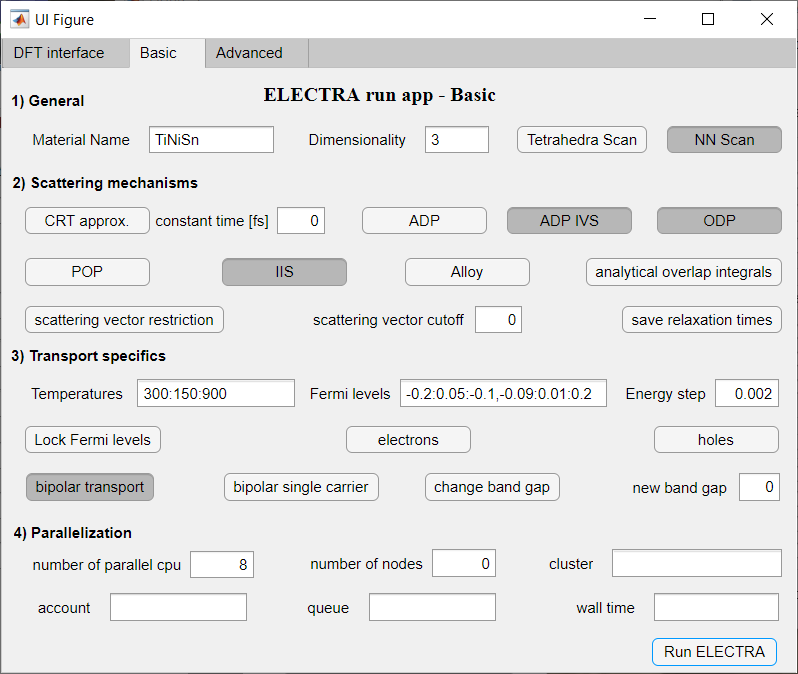 UI Figure
DFT interface Basic Advanced
ELECTRA run app - Basic
1) General
Material Name TiNiSn Dimensionality 3 Tetrahedra Scan NN Scan
2) Scattering mechanisms
CRT approx. constant time [fs] 0 ADP ADP IVS ODP
POP IIS Alloy analytical overlap integrals
scattering vector restriction scattering vector cutoff 0 save relaxation times
3) Transport specifics
Temperatures 300:150:900 Fermi levels -0.2:0.05:-0.1,-0.09:0.01:0.2 Energy step 0.002
Lock Fermi levels electrons holes
bipolar transport bipolar single carrier change band gap new band gap 0
4) Parallelization
number of parallel cpu 8 number of nodes 0 cluster
account queue wall time
Run ELECTRA